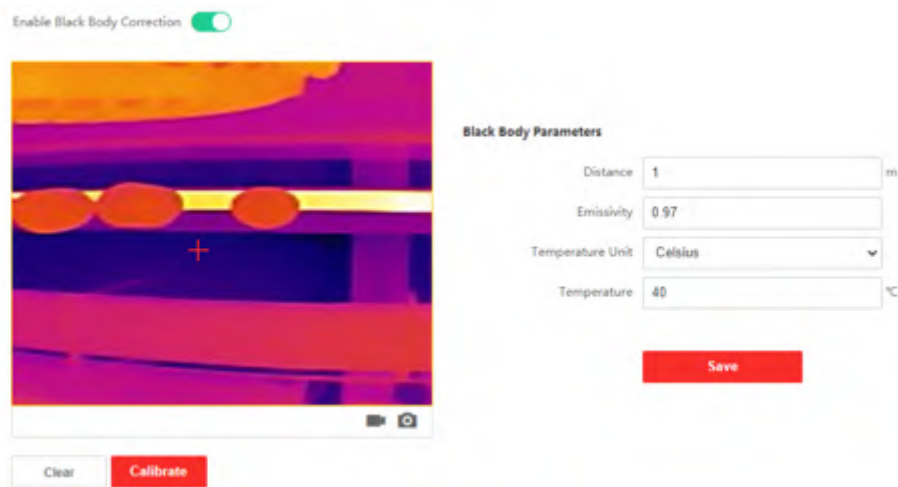 Enable Black Body Correction
Black Body Parameters
Distance 1 m
Emissivity 0.97
Temperature Unit Celsius
Temperature 40 °C
Save
Clear Calibrate